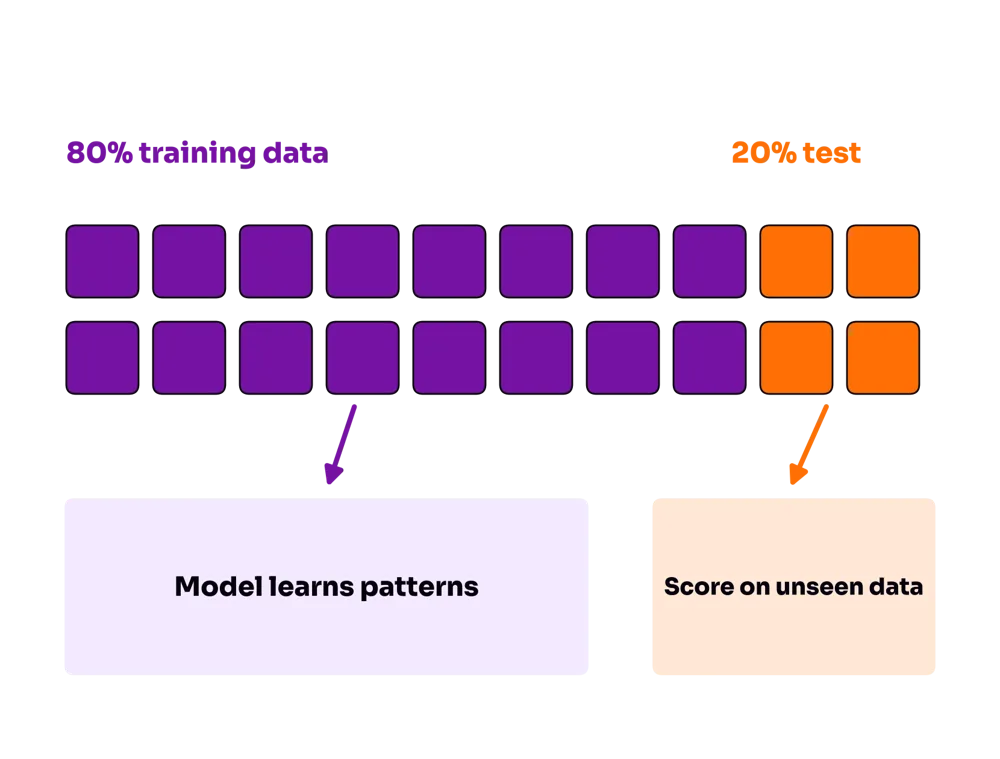 80% training data
20% test
Model learns patterns
Score on unseen data